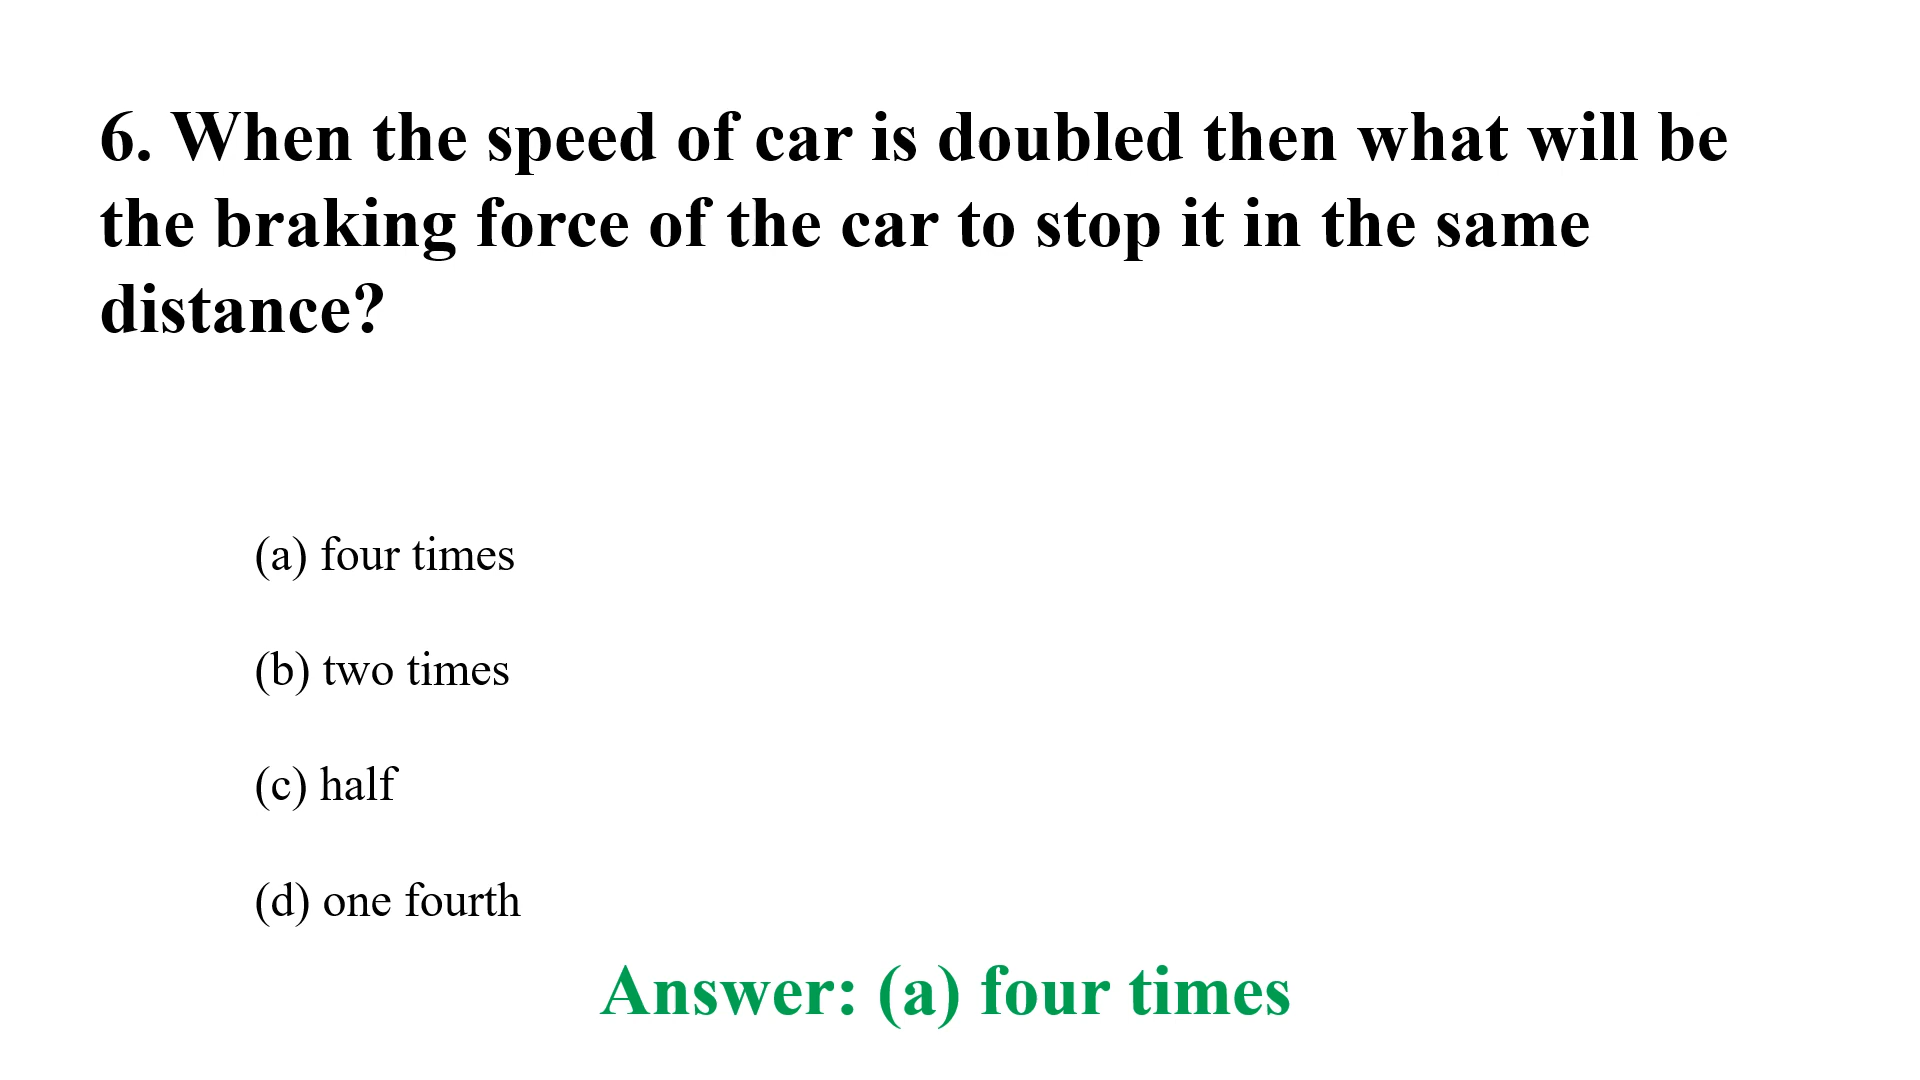 6. When the speed of car is doubled then what will be
the braking force of the car to stop it in the same
distance?
(a) four times
(b) two times
(c) half
(d) one fourth
Answer: (a) four times